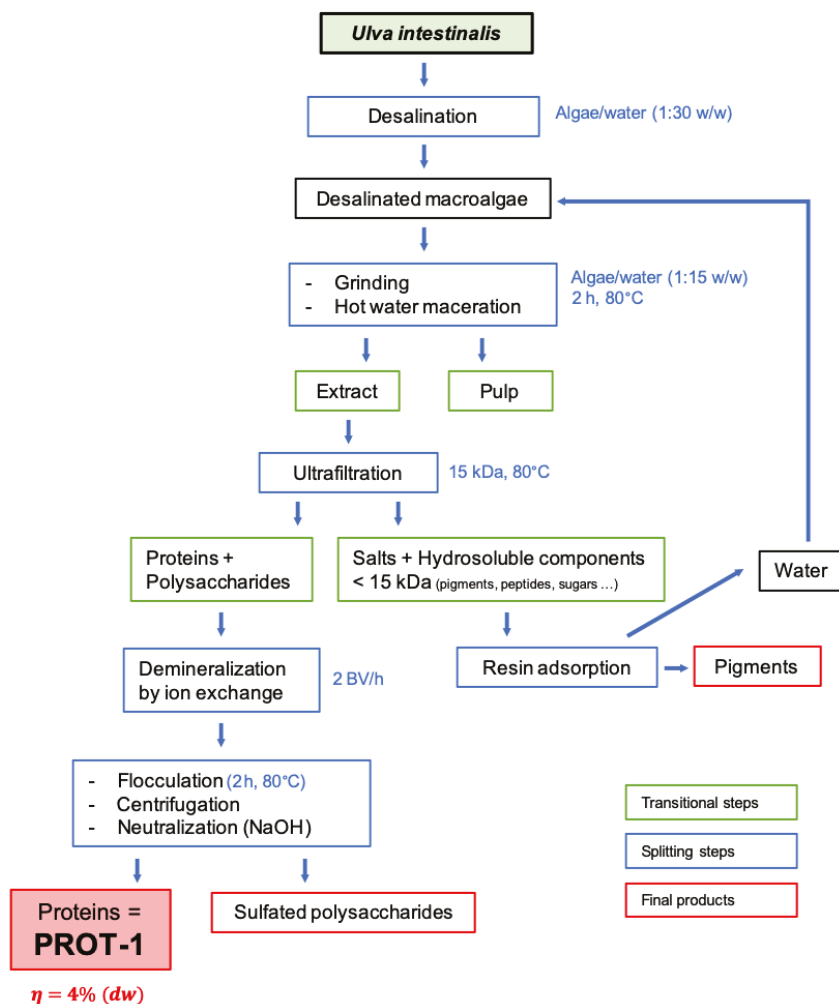 Ulva intestinalis
Desalination
Algae/water (1:30 w/w)
Desalinated macroalgae
- Grinding
- Hot water maceration
Algae/water (1:15 w/w)
2 h, 80°C
Extract
Pulp
Ultrafiltration
15 kDa, 80°C
Proteins +
Polysaccharides
Salts + Hydrosoluble components
< 15 kDa (pigments, peptides, sugars ...)
Water
Demineralization
by ion exchange
2 BV/h
Resin adsorption
Pigments
- Flocculation (2h, 80°C)
- Centrifugation
- Neutralization (NaOH)
Transitional steps
Splitting steps
Final products
Proteins =
PROT-1
Sulfated polysaccharides
η = 4% (dw)